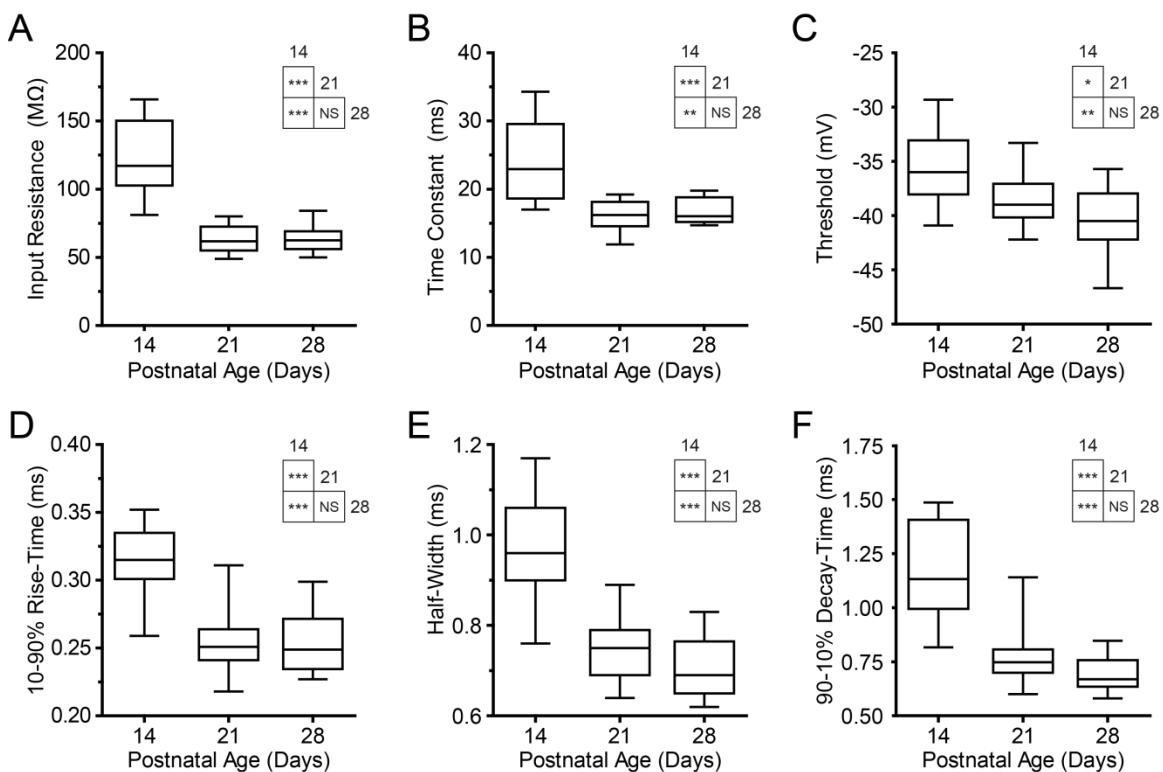 A
Input Resistance (MΩ)
200
150
100
50
0
14
*** 21
*** NS 28
14 21 28
Postnatal Age (Days)
B
Time Constant (ms)
40
30
20
10
0
14
*** 21
** NS 28
14 21 28
Postnatal Age (Days)
C
Threshold (mV)
-25
-30
-35
-40
-45
-50
14
* 21
** NS 28
14 21 28
Postnatal Age (Days)
D
10-90% Rise-Time (ms)
0.40
0.35
0.30
0.25
0.20
14
*** 21
*** NS 28
14 21 28
Postnatal Age (Days)
E
Half-Width (ms)
1.2
1.0
0.8
0.6
14
*** 21
*** NS 28
14 21 28
Postnatal Age (Days)
F
90-10% Decay-Time (ms)
1.75
1.50
1.25
1.00
0.75
0.50
14
*** 21
*** NS 28
14 21 28
Postnatal Age (Days)